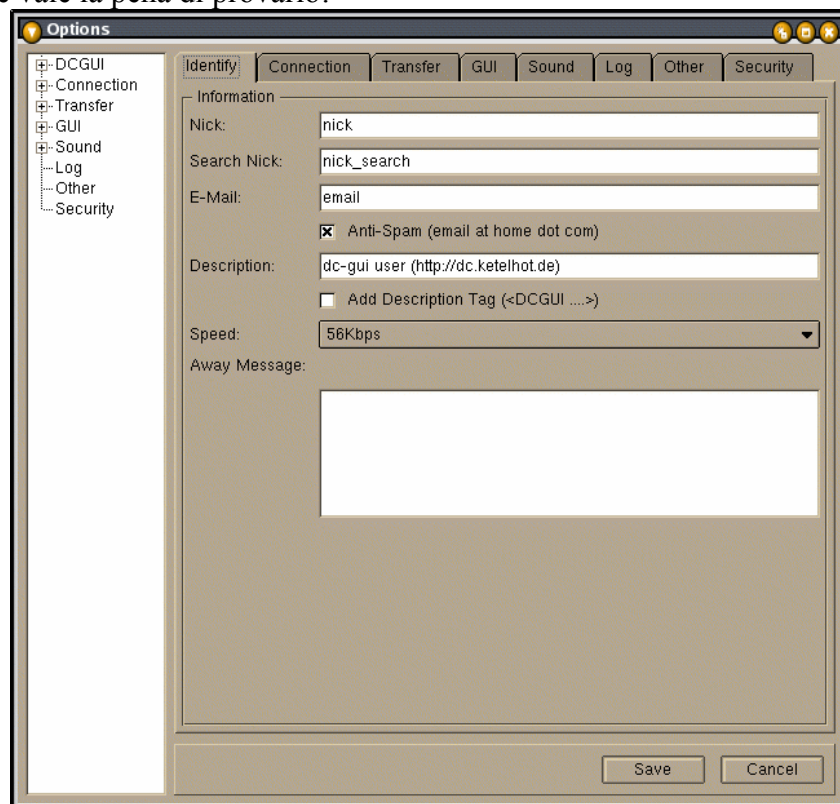 vale la pena di provarlo!
Options
DCGUI
Connection
Transfer
GUI
Sound
Log
Other
Security
Identify Connection Transfer GUI Sound Log Other Security
Information
Nick: nick
Search Nick: nick_search
E-Mail: email
Anti-Spam (email at home dot com)
Description: dc-gui user (http://dc.ketelhot.de)
Add Description Tag (<DCGUI ....>)
Speed: 56Kbps
Away Message:
Save Cancel